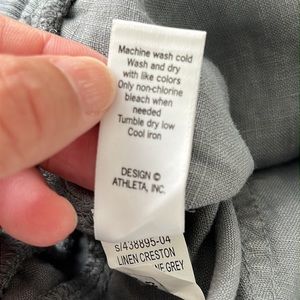 Machine wash cold
Wash and dry
with like colors
Only non-chlorine
bleach when
needed
Tumble dry low
Cool iron
DESIGN ©
ATHLETA, INC.
s/438895-04
LINEN CRESTON
GREY